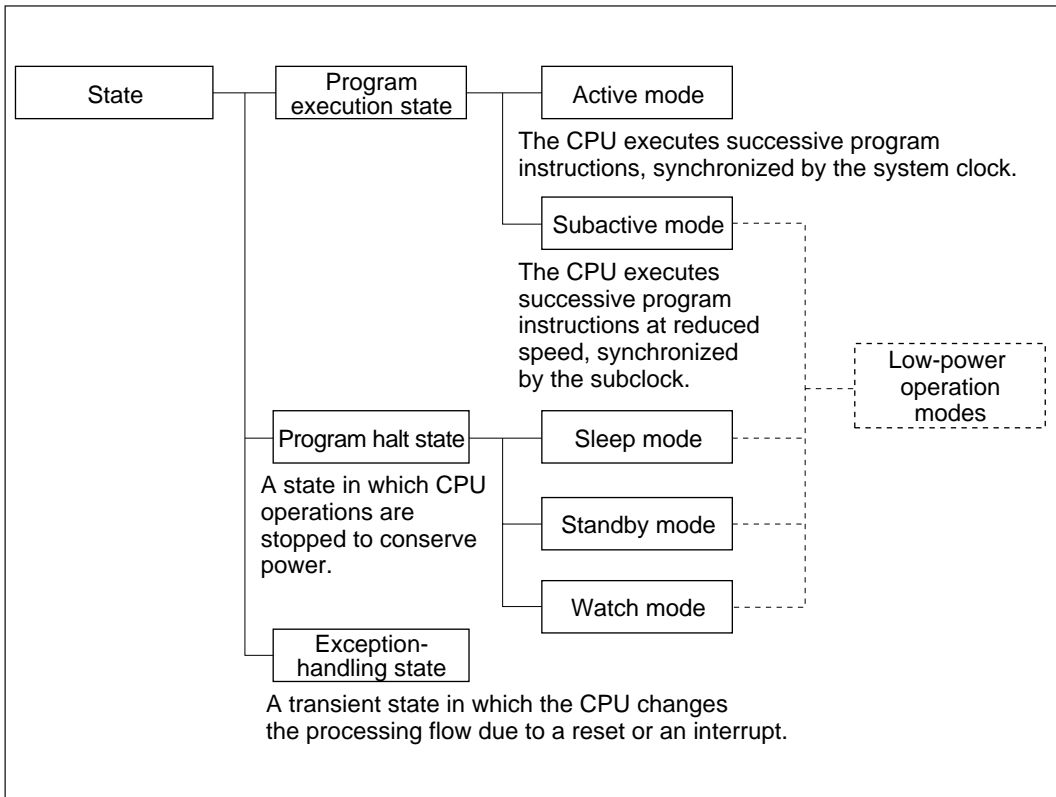 State
Program
execution state
Active mode
The CPU executes successive program
instructions, synchronized by the system clock.
Subactive mode
The CPU executes
successive program
instructions at reduced
speed, synchronized
by the subclock.
Low-power
operation
modes
Program halt state
A state in which CPU
operations are
stopped to conserve
power.
Sleep mode
Standby mode
Watch mode
Exception-
handling state
A transient state in which the CPU changes
the processing flow due to a reset or an interrupt.